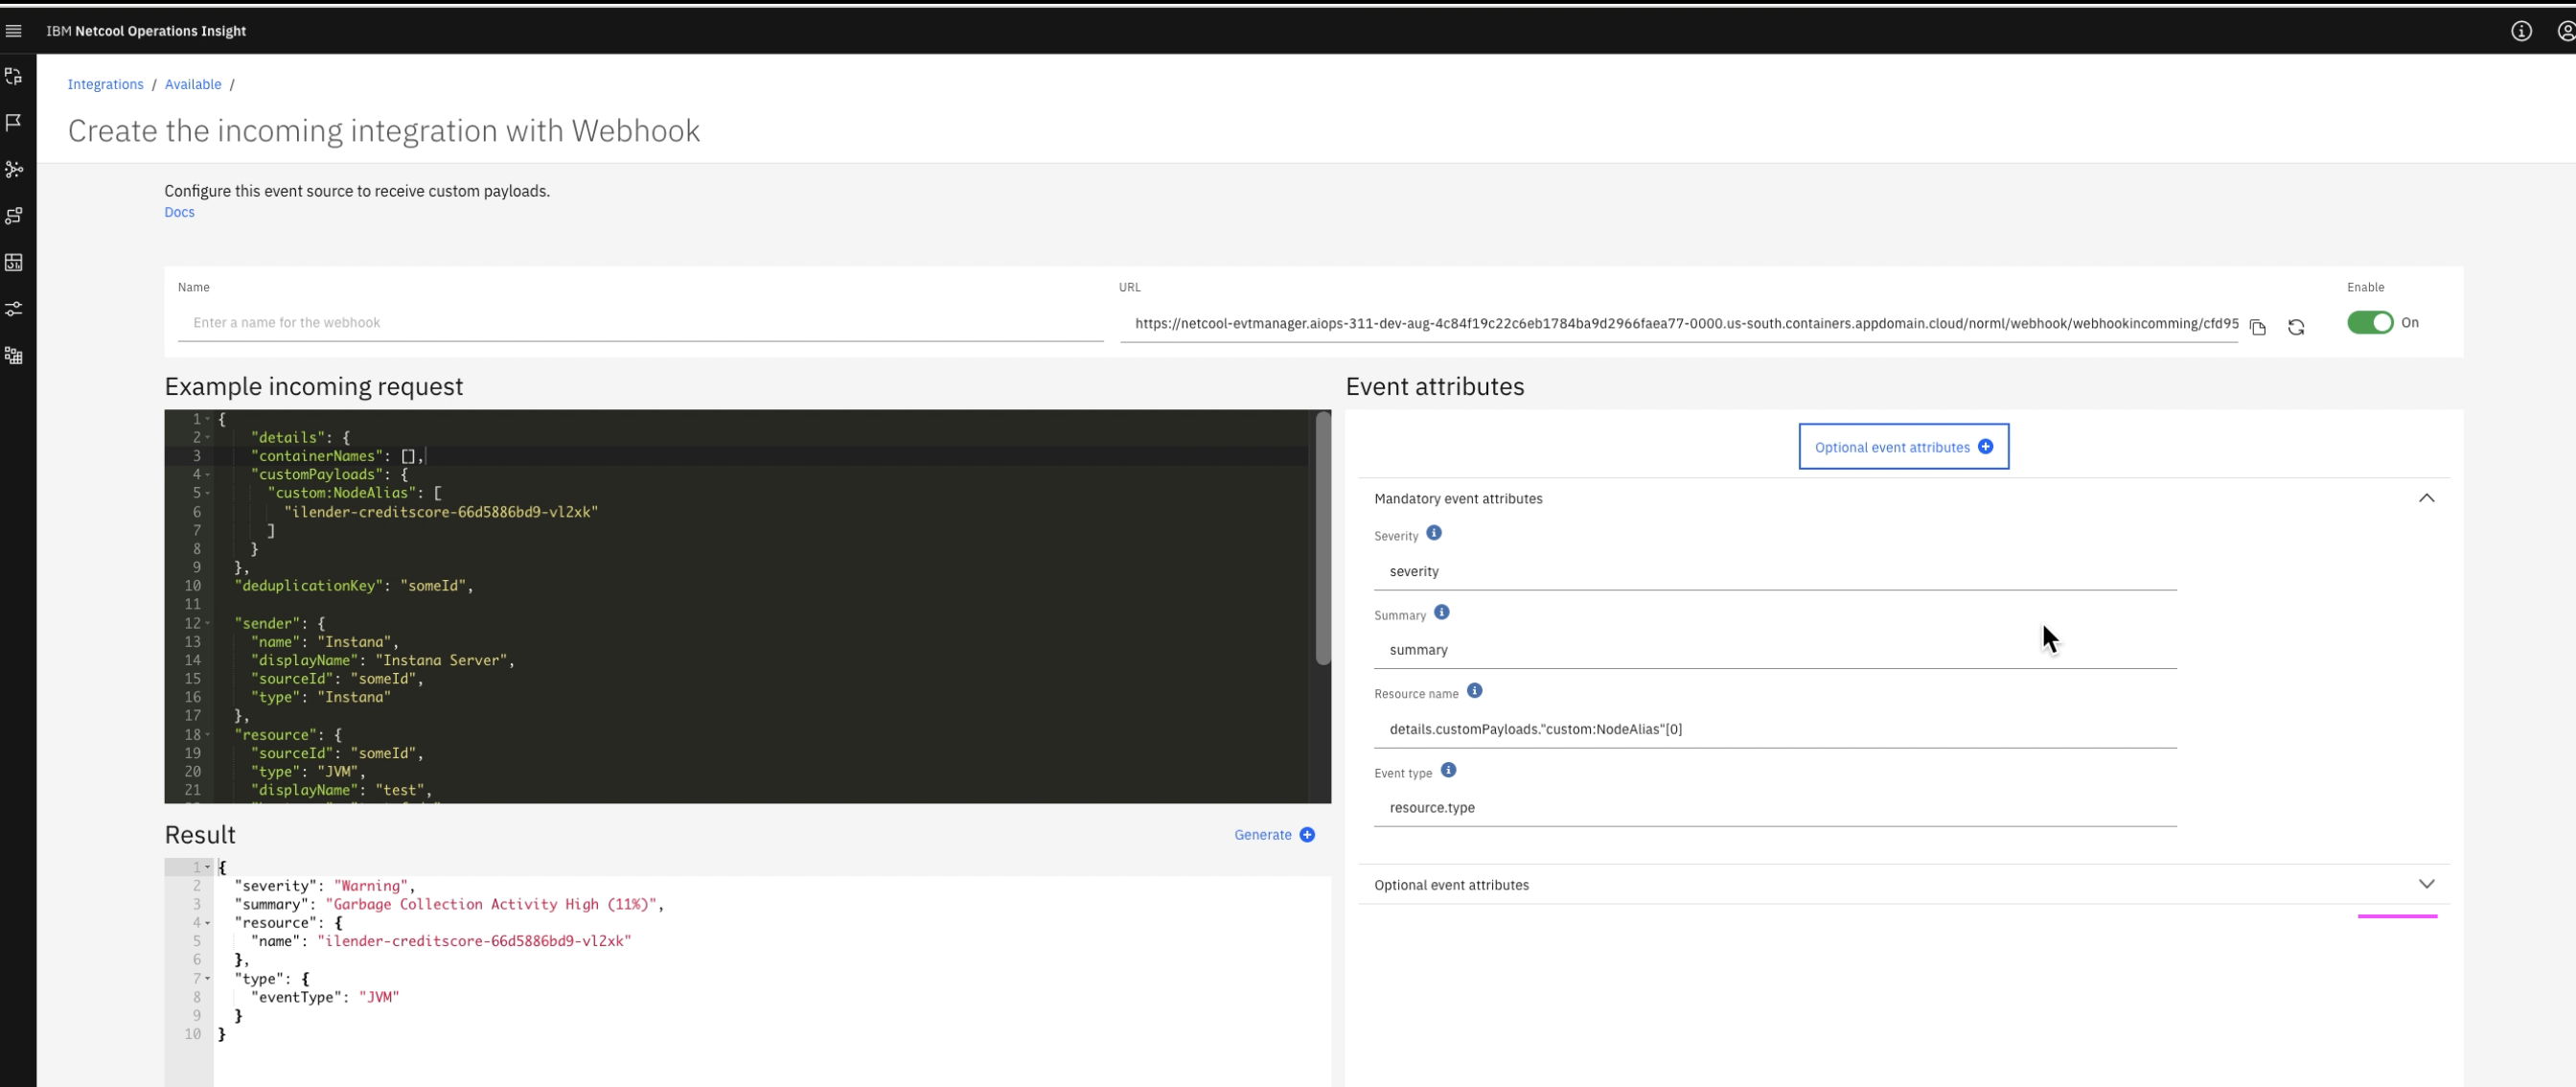 IBM Netcool Operations Insight
Integrations / Available /
Create the incoming integration with Webhook
Configure this event source to receive custom payloads.
Docs
Name
Enter a name for the webhook
URL
https://netcool-evtmanager.aiops-311-dev-aug-4c84f19c22c6eb1784ba9d2966faea77-0000.us-south.containers.appdomain.cloud/norml/webhook/webhookincomming/cfd95
Enable
On
Example incoming request
1 {
2 "details": {
3 "containerNames": [],
4 "customPayloads": {
5 "custom:NodeAlias": [
6 "ilender-creditscore-66d5886bd9-vl2xk"
7 ]
8 }
9 },
10 "deduplicationKey": "someId",
11
12 "sender": {
13 "name": "Instana",
14 "displayName": "Instana Server",
15 "sourceId": "someId",
16 "type": "Instana"
17 },
18 "resource": {
19 "sourceId": "someId",
20 "type": "JVM",
21 "displayName": "test",
Result
Generate
1 {
2 "severity": "Warning",
3 "summary": "Garbage Collection Activity High (11%)",
4 "resource": {
5 "name": "ilender-creditscore-66d5886bd9-vl2xk"
6 },
7 "type": {
8 "eventType": "JVM"
9 }
10 }
Event attributes
Optional event attributes
Mandatory event attributes
Severity
severity
Summary
summary
Resource name
details.customPayloads."custom:NodeAlias"[0]
Event type
resource.type
Optional event attributes